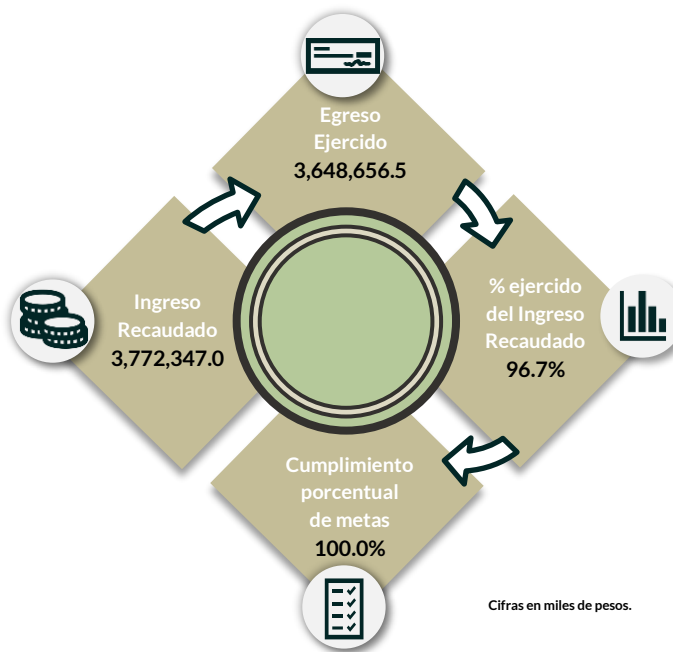 Egreso
Ejercido
3,648,656.5
Ingreso
Recaudado
3,772,347.0
% ejercido
del Ingreso
Recaudado
96.7%
Cumplimiento
porcentual
de metas
100.0%
Cifras en miles de pesos.